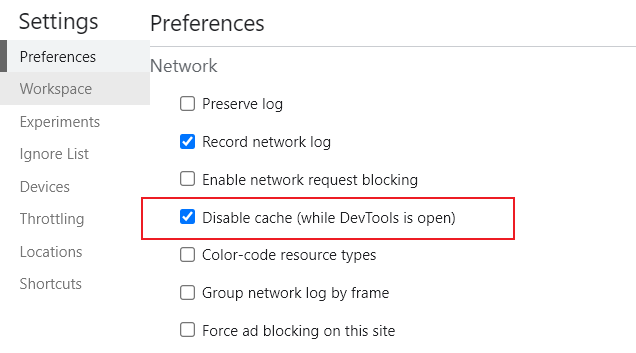 Settings
Preferences
Workspace
Experiments
Ignore List
Devices
Throttling
Locations
Shortcuts
Preferences
Network
Preserve log
Record network log
Enable network request blocking
Disable cache (while DevTools is open)
Color-code resource types
Group network log by frame
Force ad blocking on this site